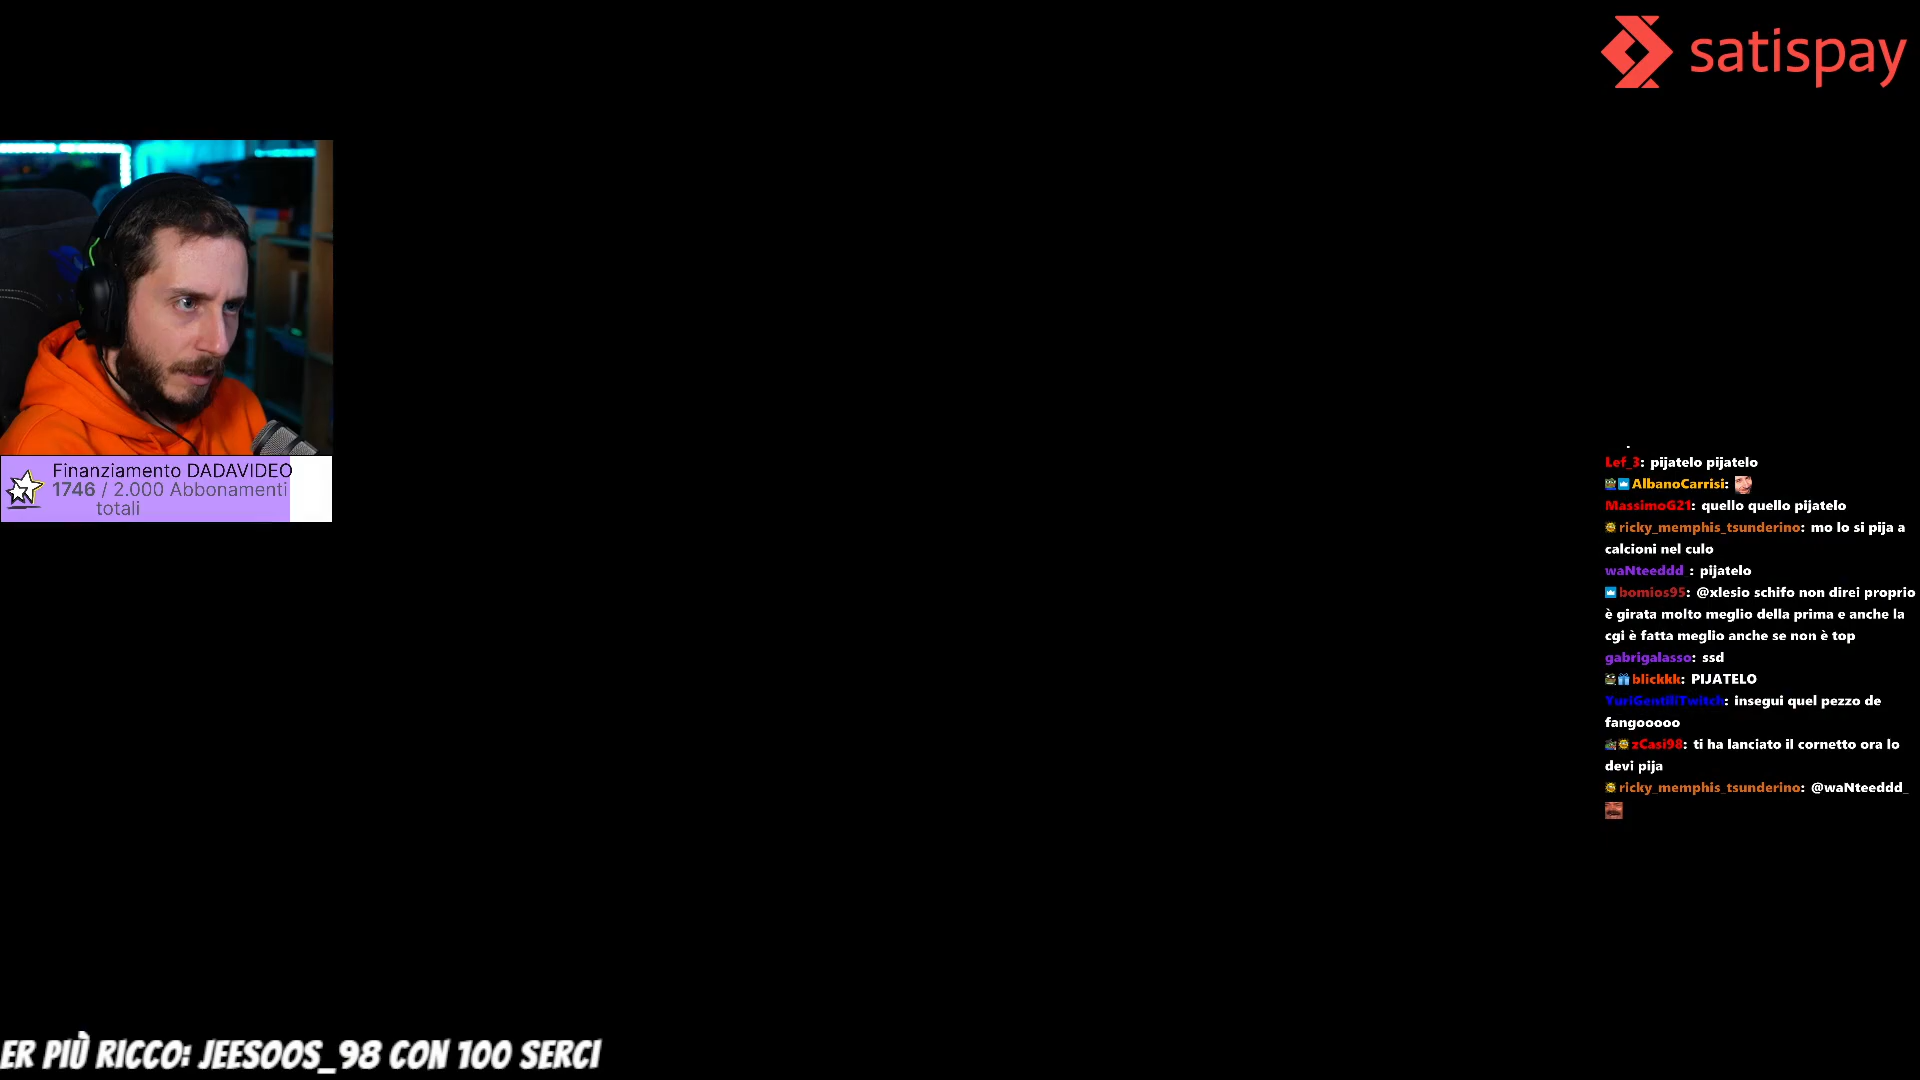 satispay
Finanziamento DADAVIDEO
1746 / 2.000 Abbonamenti
totali
Lef_3: pijatelo pijatelo
AlbanoCarrisi:
MassimoG21: quello quello pijatelo
ricky_memphis_tsunderino: mo lo si pija a
calcioni nel culo
waNteeddd : pijatelo
bomios95: @xlesio schifo non direi proprio
è girata molto meglio della prima e anche la
cgi è fatta meglio anche se non è top
gabrigalasso: ssd
blickkk: PIJATELO
YuriGentiliTwitch: insegui quel pezzo de
fangooooo
zCasi98: ti ha lanciato il cornetto ora lo
devi pija
ricky_memphis_tsunderino: @waNteeddd_
ER PIÙ RICCO: JEESOOS_98 CON 100 SERCI